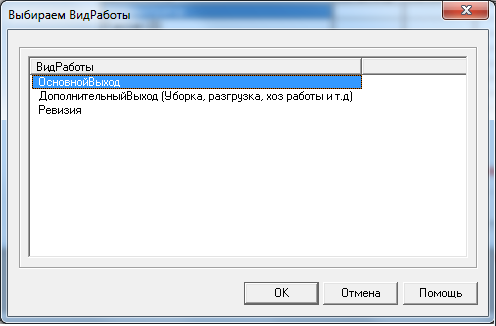 Выбираем ВидРаботы
ВидРаботы
ОсновнойВыход
ДополнительныйВыход (Уборка, разгрузка, хоз работы и т.д)
Ревизия
OK
Отмена
Помощь